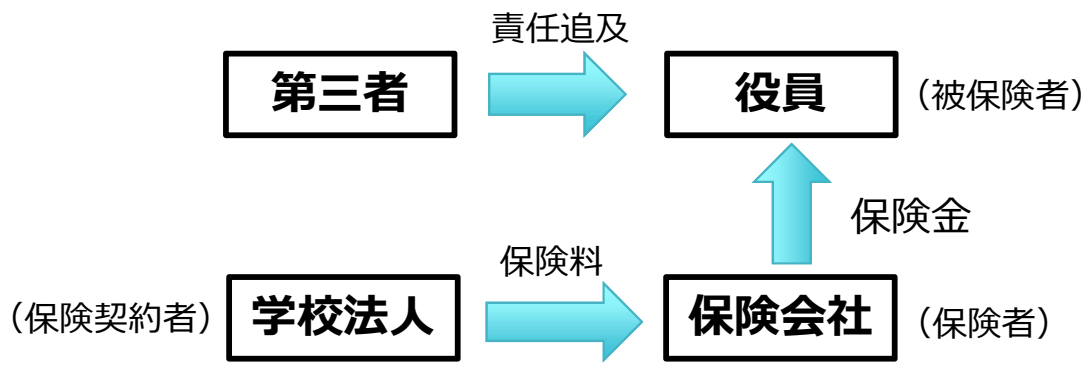 責任追及
第三者
役員
（被保険者）
保険金
保険料
（保険契約者）
学校法人
保険会社
（保険者）